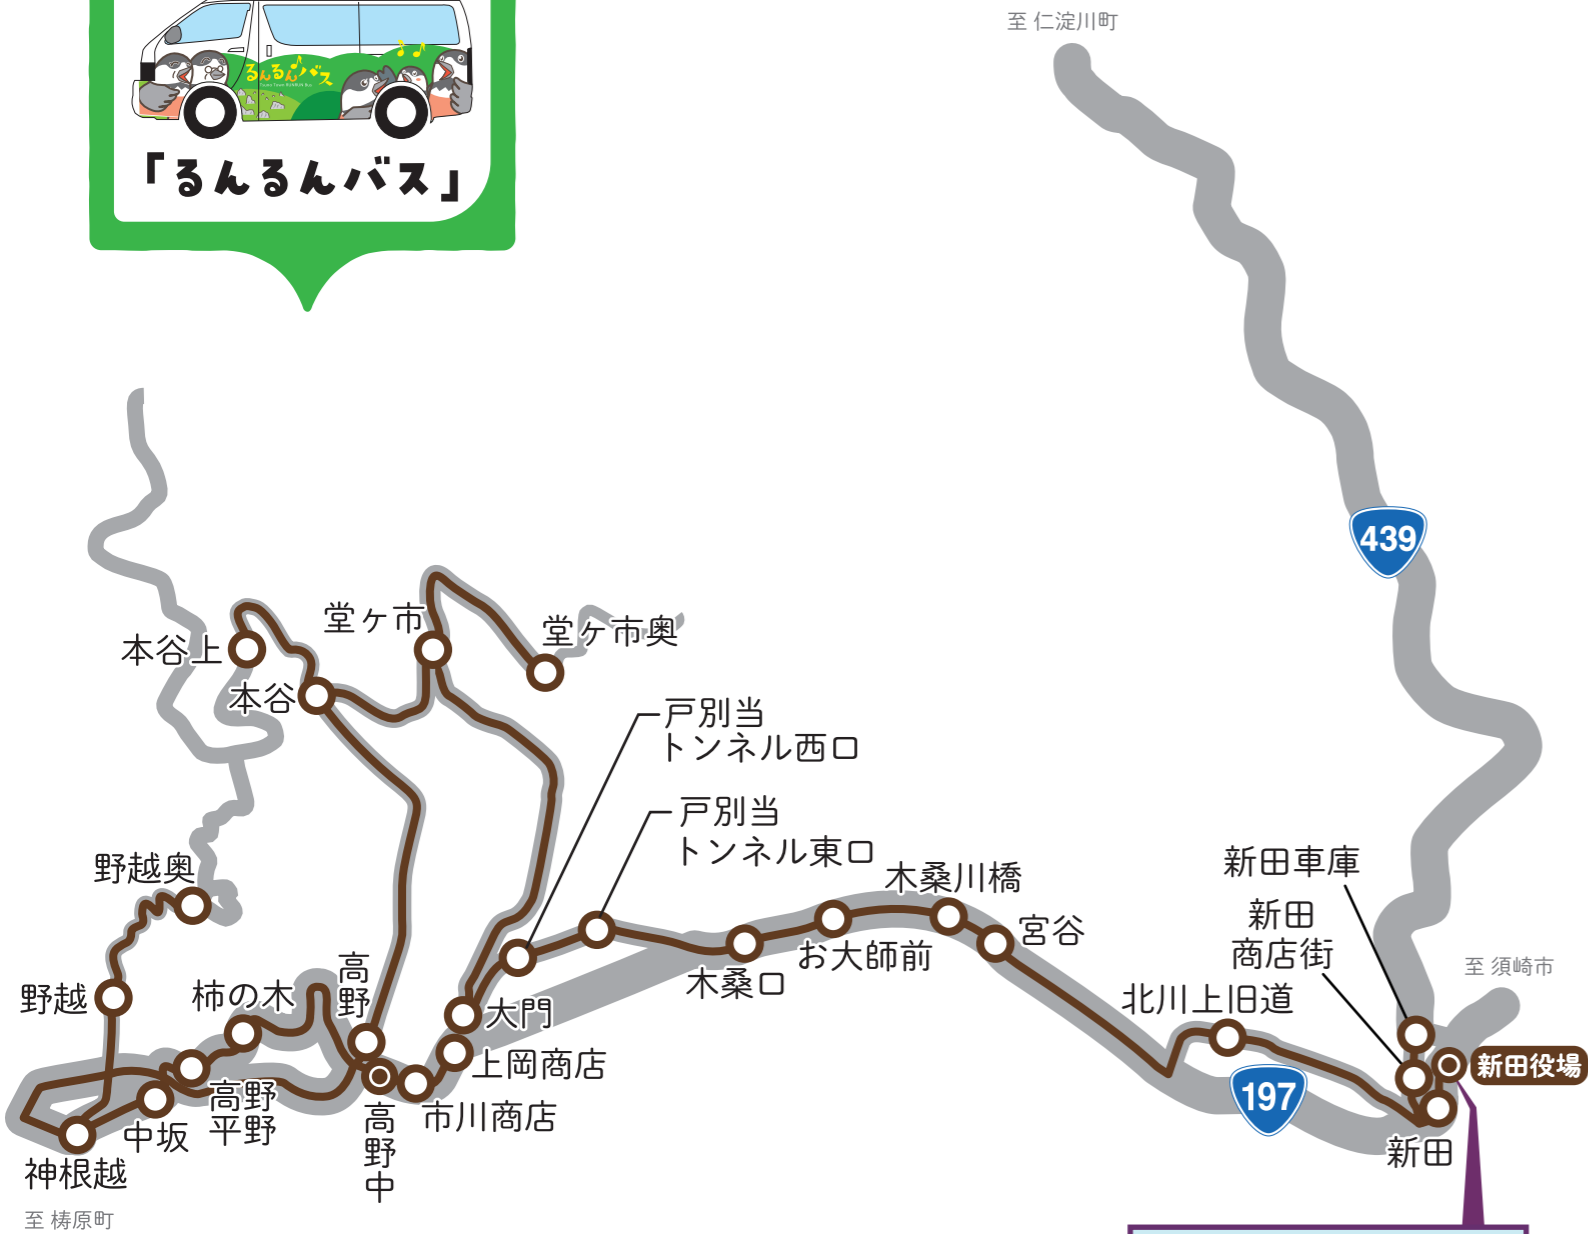 るんるんバス
「るんるんバス」
至 仁淀川町
439
堂ヶ市
堂ヶ市奥
本谷上
本谷
戸別当
トンネル西口
戸別当
トンネル東口
野越奥
木桑川橋
新田車庫
新田
商店街
宮谷
お大師前
木桑口
至 須崎市
高野
柿の木
野越
北川上旧道
大門
上岡商店
新田役場
197
高野
平野
市川商店
中坂
高野中
新田
神根越
至 梼原町